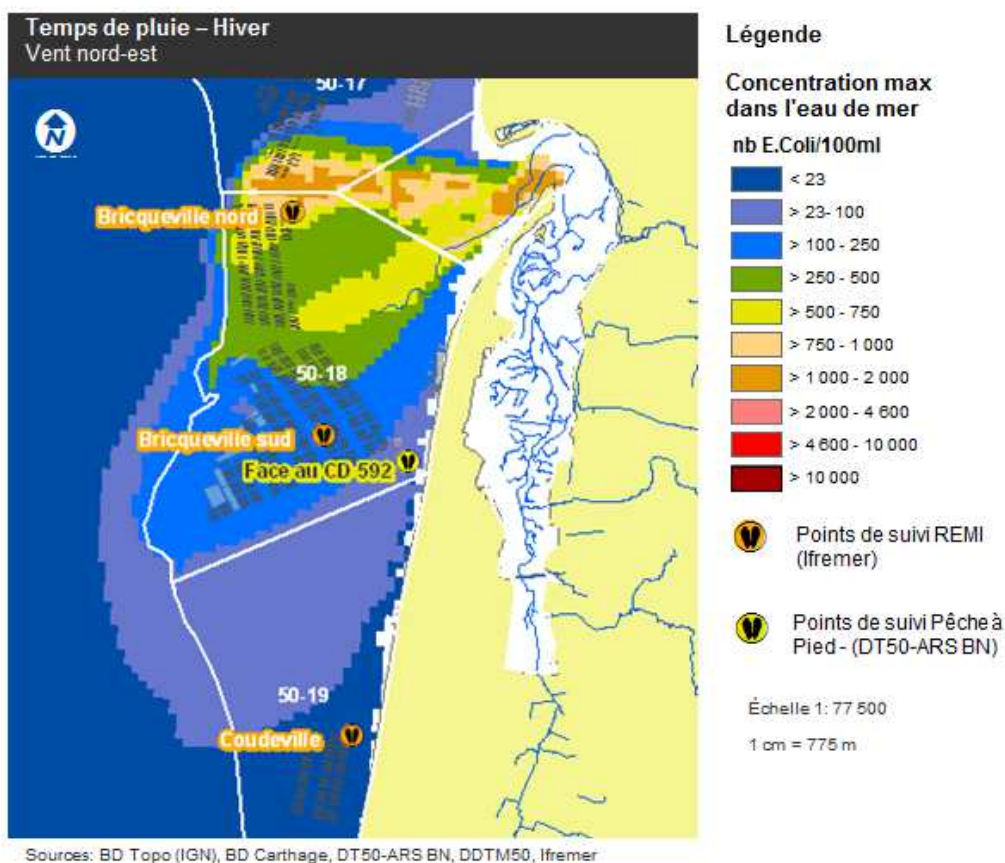 Temps de pluie – Hiver
Vent nord-est
50-17
N
Bricqueville nord
50-18
Bricqueville sud
Face au CD 592
50-19
Coudeville
Légende
Concentration max
dans l'eau de mer
nb E.Coli/100ml
< 23
> 23- 100
> 100 - 250
> 250 - 500
> 500 - 750
> 750 - 1 000
> 1 000 - 2 000
> 2 000 - 4 600
> 4 600 - 10 000
> 10 000
Points de suivi REMI
(Ifremer)
Points de suivi Pêche à
Pied - (DT50-ARS BN)
Échelle 1: 77 500
1 cm = 775 m
Sources: BD Topo (IGN), BD Carthage, DT50-ARS BN, DDTM50, Ifremer